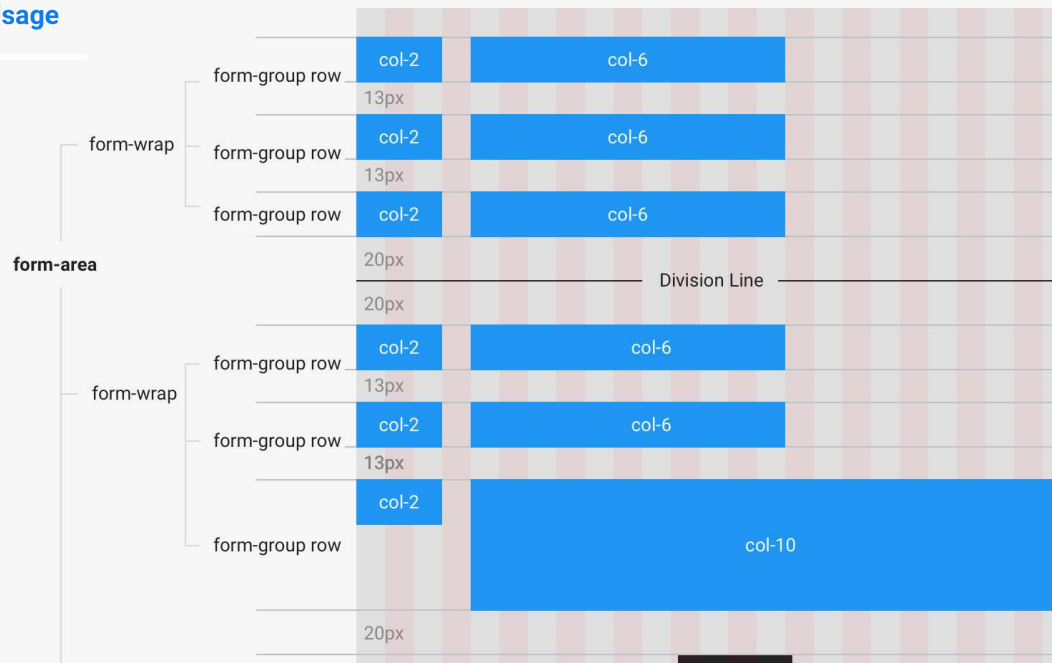 sage
col-2 col-6
form-group row
13px
form-wrap
col-2 col-6
form-group row
13px
form-group row col-2 col-6
20px
form-area
Division Line
20px
col-2 col-6
form-group row
13px
form-wrap
col-2 col-6
form-group row
13px
col-2
form-group row col-10
20px